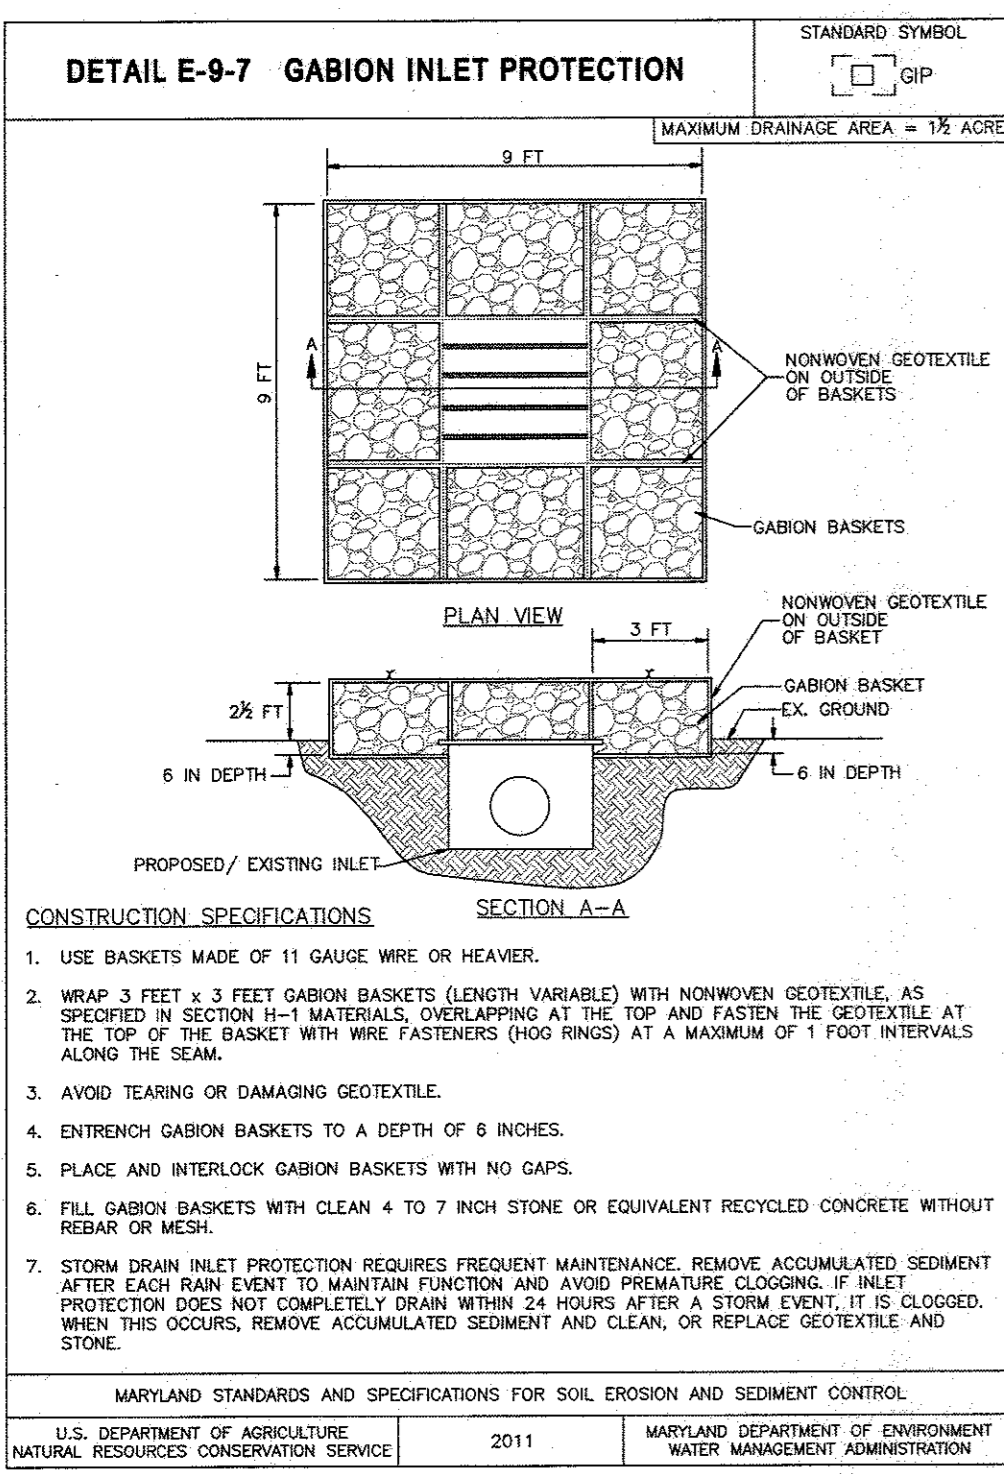 DETAIL E-9-7 GABION INLET PROTECTION
STANDARD SYMBOL
GIP
MAXIMUM DRAINAGE AREA = 1½ ACRE
9 FT
9 FT
A
A
NONWOVEN GEOTEXTILE
ON OUTSIDE
OF BASKETS
GABION BASKETS
PLAN VIEW
NONWOVEN GEOTEXTILE
ON OUTSIDE
OF BASKET
3 FT
GABION BASKET
2½ FT
EX. GROUND
6 IN DEPTH
6 IN DEPTH
PROPOSED/ EXISTING INLET
SECTION A-A
CONSTRUCTION SPECIFICATIONS
1. USE BASKETS MADE OF 11 GAUGE WIRE OR HEAVIER.
2. WRAP 3 FEET x 3 FEET GABION BASKETS (LENGTH VARIABLE) WITH NONWOVEN GEOTEXTILE, AS
SPECIFIED IN SECTION H-1 MATERIALS, OVERLAPPING AT THE TOP AND FASTEN THE GEOTEXTILE AT
THE TOP OF THE BASKET WITH WIRE FASTENERS (HOG RINGS) AT A MAXIMUM OF 1 FOOT INTERVALS
ALONG THE SEAM.
3. AVOID TEARING OR DAMAGING GEOTEXTILE.
4. ENTRENCH GABION BASKETS TO A DEPTH OF 6 INCHES.
5. PLACE AND INTERLOCK GABION BASKETS WITH NO GAPS.
6. FILL GABION BASKETS WITH CLEAN 4 TO 7 INCH STONE OR EQUIVALENT RECYCLED CONCRETE WITHOUT
REBAR OR MESH.
7. STORM DRAIN INLET PROTECTION REQUIRES FREQUENT MAINTENANCE. REMOVE ACCUMULATED SEDIMENT
AFTER EACH RAIN EVENT TO MAINTAIN FUNCTION AND AVOID PREMATURE CLOGGING. IF INLET
PROTECTION DOES NOT COMPLETELY DRAIN WITHIN 24 HOURS AFTER A STORM EVENT, IT IS CLOGGED.
WHEN THIS OCCURS, REMOVE ACCUMULATED SEDIMENT AND CLEAN, OR REPLACE GEOTEXTILE AND
STONE.
MARYLAND STANDARDS AND SPECIFICATIONS FOR SOIL EROSION AND SEDIMENT CONTROL
U.S. DEPARTMENT OF AGRICULTURE
NATURAL RESOURCES CONSERVATION SERVICE
2011
MARYLAND DEPARTMENT OF ENVIRONMENT
WATER MANAGEMENT ADMINISTRATION